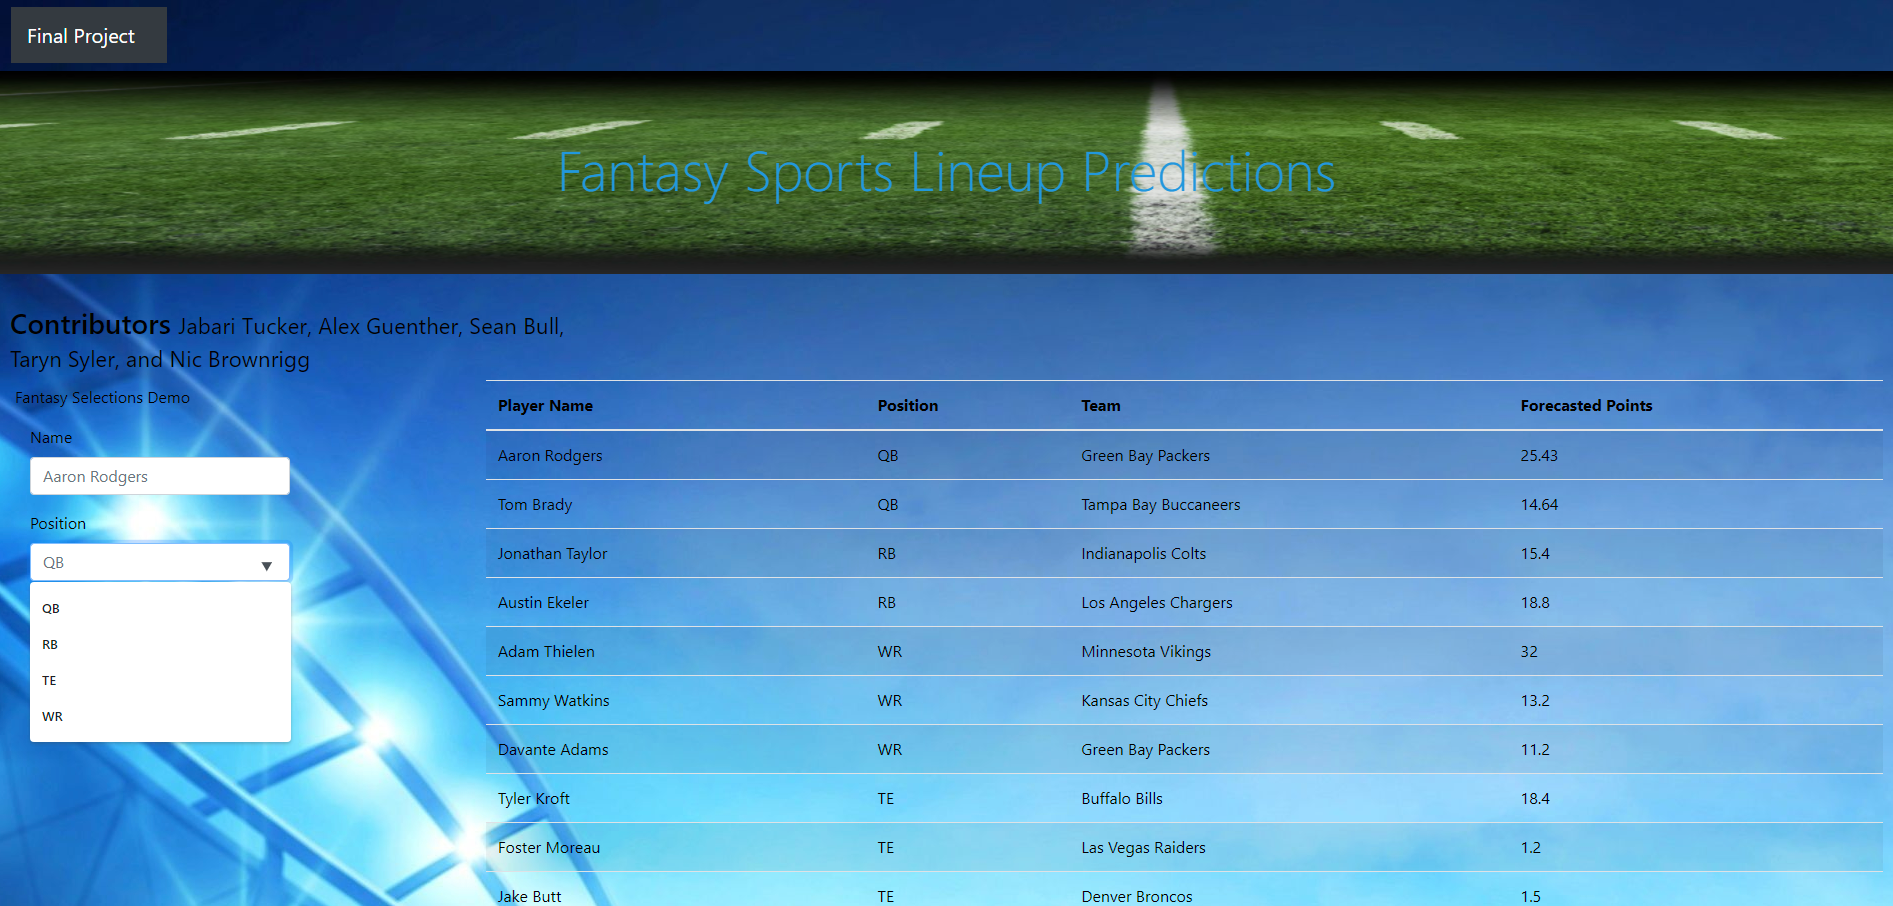 Final Project
Fantasy Sports Lineup Predictions
Contributors Jabari Tucker, Alex Guenther, Sean Bull,
Taryn Syler, and Nic Brownrigg
Fantasy Selections Demo
Name
Aaron Rodgers
Position
QB ▼
QB
RB
TE
WR
Player Name Position Team Forecasted Points
Aaron Rodgers QB Green Bay Packers 25.43
Tom Brady QB Tampa Bay Buccaneers 14.64
Jonathan Taylor RB Indianapolis Colts 15.4
Austin Ekeler RB Los Angeles Chargers 18.8
Adam Thielen WR Minnesota Vikings 32
Sammy Watkins WR Kansas City Chiefs 13.2
Davante Adams WR Green Bay Packers 11.2
Tyler Kroft TE Buffalo Bills 18.4
Foster Moreau TE Las Vegas Raiders 1.2
Jake Butt TE Denver Broncos 1.5